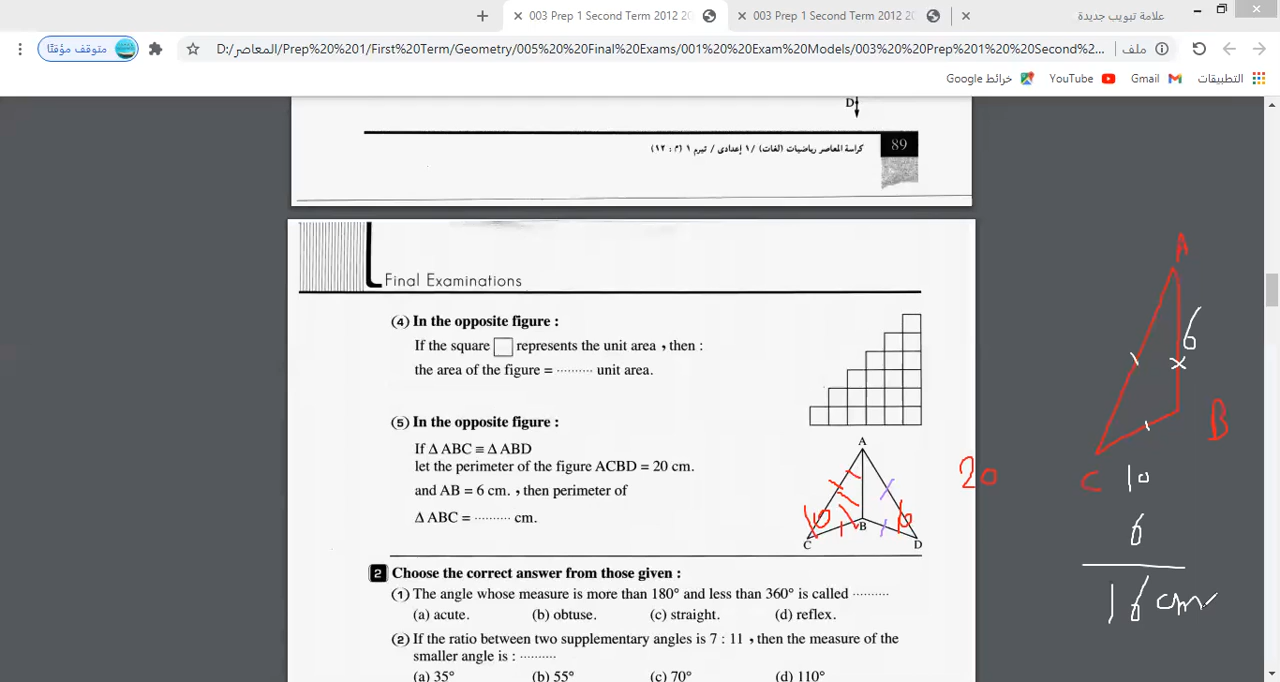 003 Prep 1 Second Term 2012 20
003 Prep 1 Second Term 2012
علامة تبويب جديدة
متوقف مؤقتًا
D:/المعاصر/Prep%20%201/First%20Term/Geometry/005%20%20Final%20Exams/001%20%20Exam%20Models/003%20%20Prep%201%20%20Second%2...
ملف
التطبيقات
Gmail
YouTube
خرائط Google
D
كراسة المعاصر رياضيات (لغات) / ١ إعدادى / تيرم ١ (م : ١٢)
89
Final Examinations
(4) In the opposite figure :
If the square □ represents the unit area , then :
the area of the figure = ·········· unit area.
(5) In the opposite figure :
If Δ ABC ≡ Δ ABD
let the perimeter of the figure ACBD = 20 cm.
and AB = 6 cm. , then perimeter of
Δ ABC = ·········· cm.
A
B
C
D
10
10
20
A
6
B
C
10
6
16 cm
2 Choose the correct answer from those given :
(1) The angle whose measure is more than 180° and less than 360° is called ··········
(a) acute. (b) obtuse. (c) straight. (d) reflex.
(2) If the ratio between two supplementary angles is 7 : 11 , then the measure of the
smaller angle is : ··········
(a) 35° (b) 55° (c) 70° (d) 110°